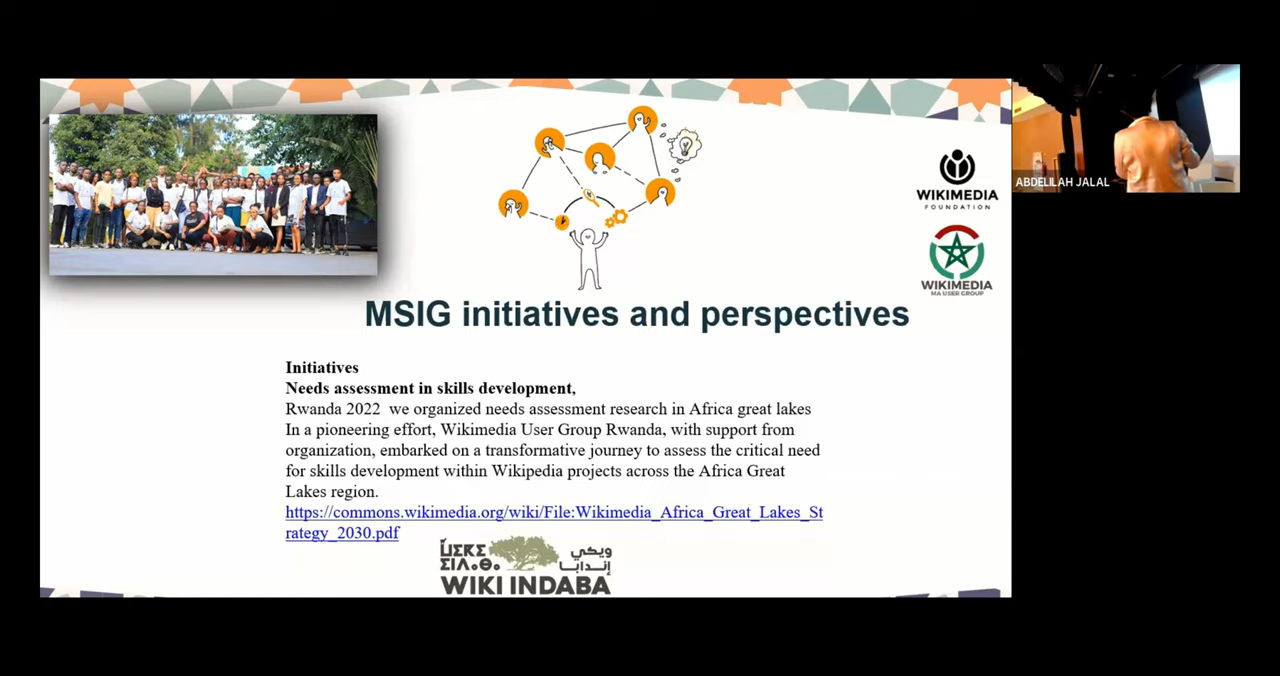 ABDELILAH JALAL
WIKIMEDIA
FOUNDATION
WIKIMEDIA
MA USER GROUP
MSIG initiatives and perspectives
Initiatives
Needs assessment in skills development,
Rwanda 2022  we organized needs assessment research in Africa great lakes
In a pioneering effort, Wikimedia User Group Rwanda, with support from
organization, embarked on a transformative journey to assess the critical need
for skills development within Wikipedia projects across the Africa Great
Lakes region.
https://commons.wikimedia.org/wiki/File:Wikimedia_Africa_Great_Lakes_St
rategy_2030.pdf
ويكي
إندابا
WIKI INDABA